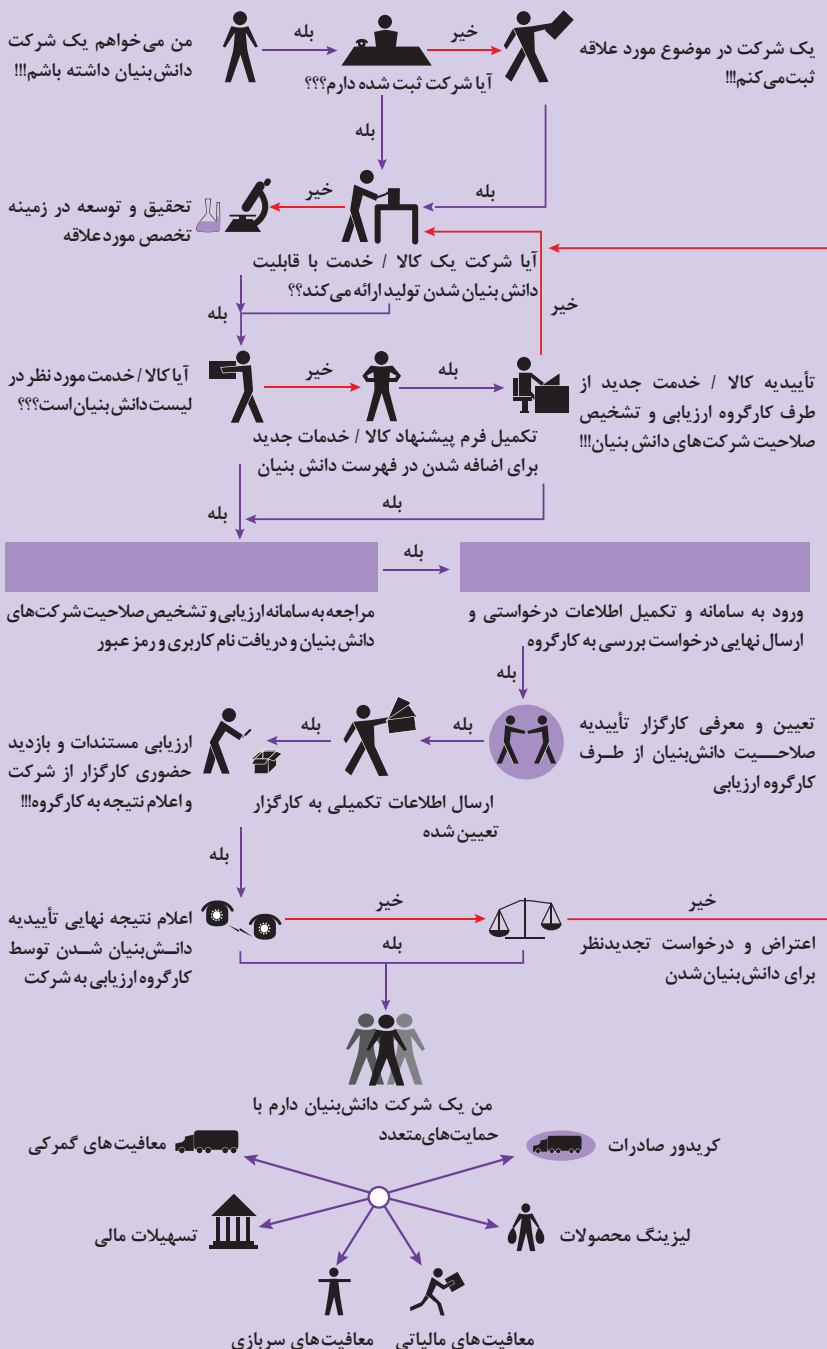 من می‌خواهم یک شرکت
دانش‌بنیان داشته باشم!!!
بله
آیا شرکت ثبت شده دارم؟؟؟
خیر
یک شرکت در موضوع مورد علاقه
ثبت‌می‌کنم!!!
بله
بله
تحقیق و توسعه در زمینه
تخصص موردعلاقه
خیر
آیا شرکت یک کالا / خدمت با قابلیت
دانش‌بنیان شدن تولید ارائه می‌کند؟؟
خیر
بله
آیا کالا / خدمت مورد نظر در
لیست‌دانش‌بنیان‌است؟؟؟
خیر
تکمیل فرم پیشنهاد کالا / خدمات جدید
برای اضافه شدن در فهرست دانش بنیان
بله
تأییدیه کالا / خدمت جدید از
طرف کارگروه ارزیابی و تشخیص
صلاحیت شرکت‌های دانش بنیان!!!
بله
بله
بله
مراجعه‌به‌سامانه‌ارزیابی‌و‌تشخیص‌صلاحیت‌شرکت‌های
دانش‌بنیان‌و‌دریافت‌نام‌کاربری‌و‌رمز‌عبور
ورود به سامانه و تکمیل اطلاعات درخواستی و
ارسال‌نهایی‌درخواست‌بررسی‌به‌کارگروه
بله
تعیین و معرفی کارگزار تأییدیه
صلاحـــیت دانش‌بنیان از طــرف
کارگروه ارزیابی
بله
ارسال اطلاعات تکمیلی به کارگزار
تعیین‌شده
بله
ارزیابی مستندات و بازدید
حضوری کارگزار از شرکت
و‌اعلام‌نتیجه‌به‌کارگروه!!!
بله
اعلام نتیجه نهایی تأییدیه
دانــش‌بنیان شــدن توسط
کارگروه ارزیابی به شرکت
خیر
بله
خیر
اعتراض و درخواست تجدیدنظر
برای دانش‌بنیان‌شدن
من یک شرکت دانش‌بنیان دارم با
حمایت‌های‌متعدد
کریدور صادرات
معافیت‌های گمرکی
لیزینگ محصولات
تسهیلات مالی
معافیت‌های مالیاتی
معافیت‌های سربازی